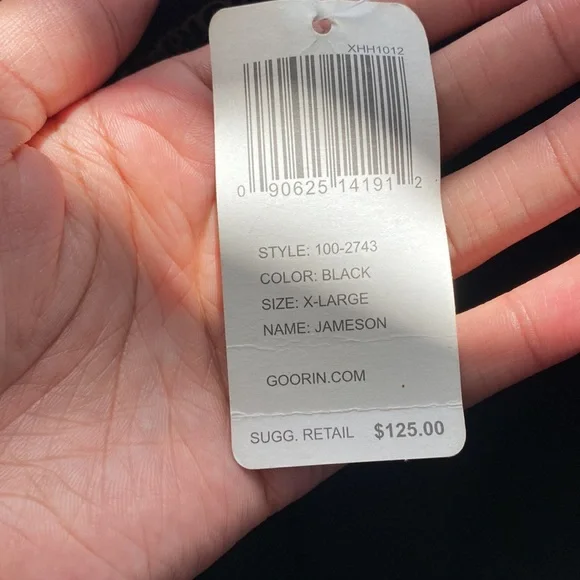 XHH1012
0 90625 14191 2
STYLE: 100-2743
COLOR: BLACK
SIZE: X-LARGE
NAME: JAMESON
GOORIN.COM
SUGG. RETAIL $125.00